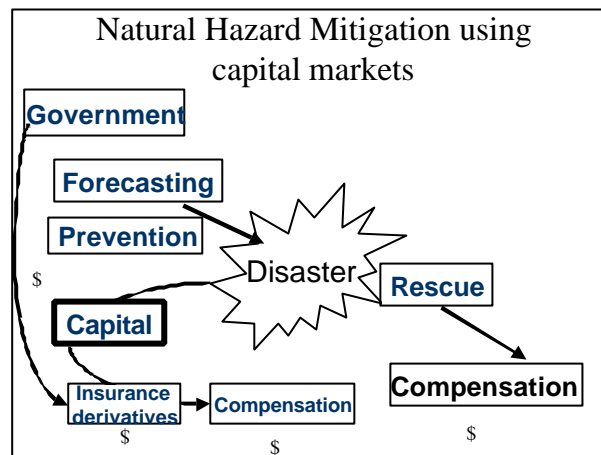 Natural Hazard Mitigation using
capital markets
Government
Forecasting
Prevention
Disaster
Rescue
$
Capital
Compensation
Insurance
derivatives
Compensation
$
$
$